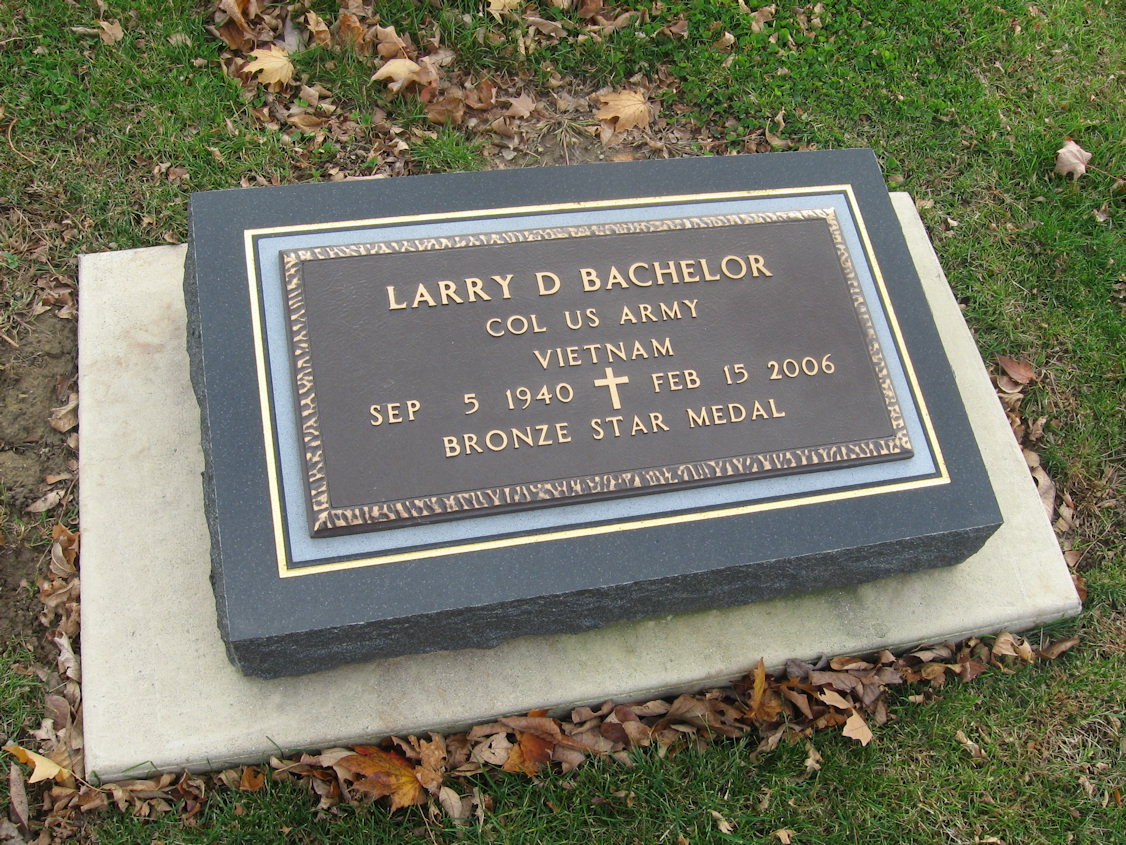 LARRY D BACHELOR
COL US ARMY
VIETNAM
SEP 5 1940 FEB 15 2006
BRONZE STAR MEDAL